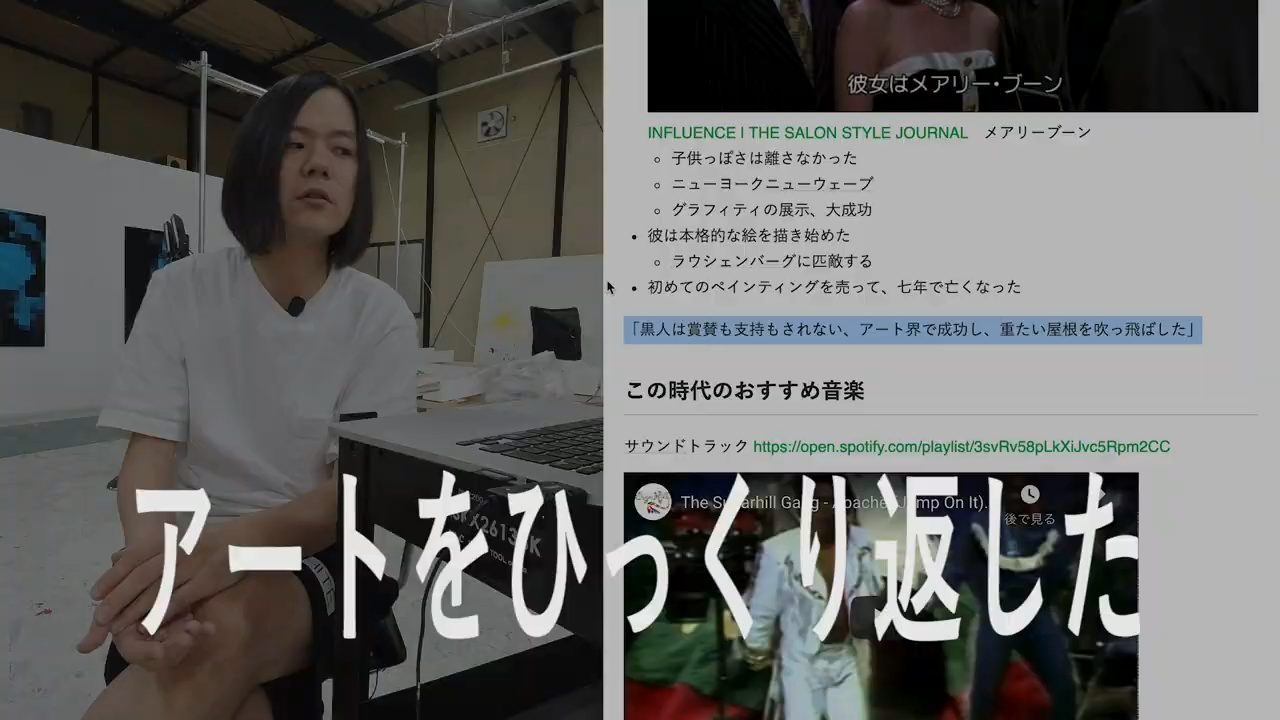 彼女はメアリー・ブーン
INFLUENCE | THE SALON STYLE JOURNAL　メアリーブーン
子供っぽさは離さなかった
ニューヨークニューウェーブ
グラフィティの展示、大成功
彼は本格的な絵を描き始めた
ラウシェンバーグに匹敵する
初めてのペインティングを売って、七年で亡くなった
「黒人は賞賛も支持もされない、アート界で成功し、重たい屋根を吹っ飛ばした」
この時代のおすすめ音楽
サウンドトラック https://open.spotify.com/playlist/3svRv58pLkXiJvc5Rpm2CC
The Sugarhill Gang - Apache (Jump On It)...
後で見る
アートをひっくり返した